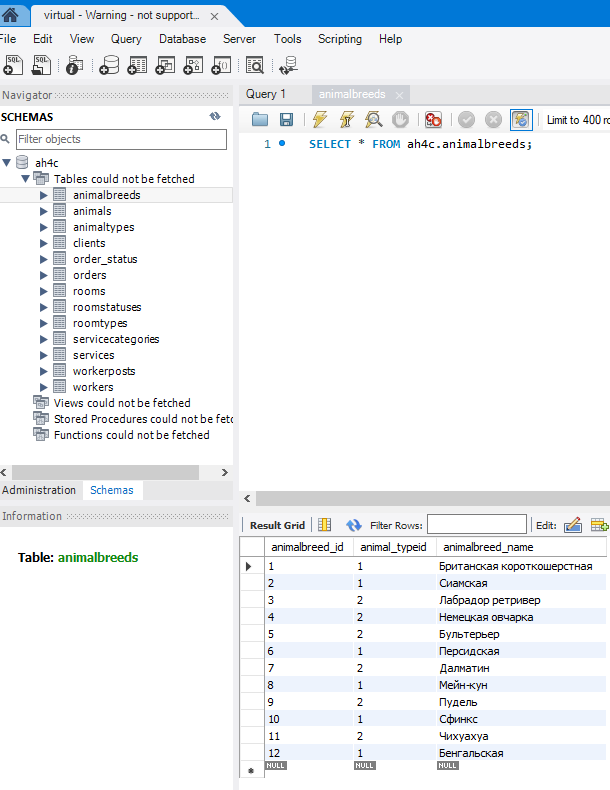 virtual - Warning - not support... ×
File Edit View Query Database Server Tools Scripting Help
Navigator
SCHEMAS
Filter objects
ah4c
Tables could not be fetched
animalbreeds
animals
animaltypes
clients
order_status
orders
rooms
roomstatuses
roomtypes
servicecategories
services
workerposts
workers
Views could not be fetched
Stored Procedures could not be fetc
Functions could not be fetched
Administration Schemas
Information
Table: animalbreeds
Query 1 animalbreeds ×
Limit to 400 ro
1 SELECT * FROM ah4c.animalbreeds;
Result Grid Filter Rows: Edit:
animalbreed_id animal_typeid animalbreed_name
1 1 Британская короткошерстная
2 1 Сиамская
3 2 Лабрадор ретривер
4 2 Немецкая овчарка
5 2 Бультерьер
6 1 Персидская
7 2 Далматин
8 1 Мейн-кун
9 2 Пудель
10 1 Сфинкс
11 2 Чихуахуа
12 1 Бенгальская
NULL NULL NULL